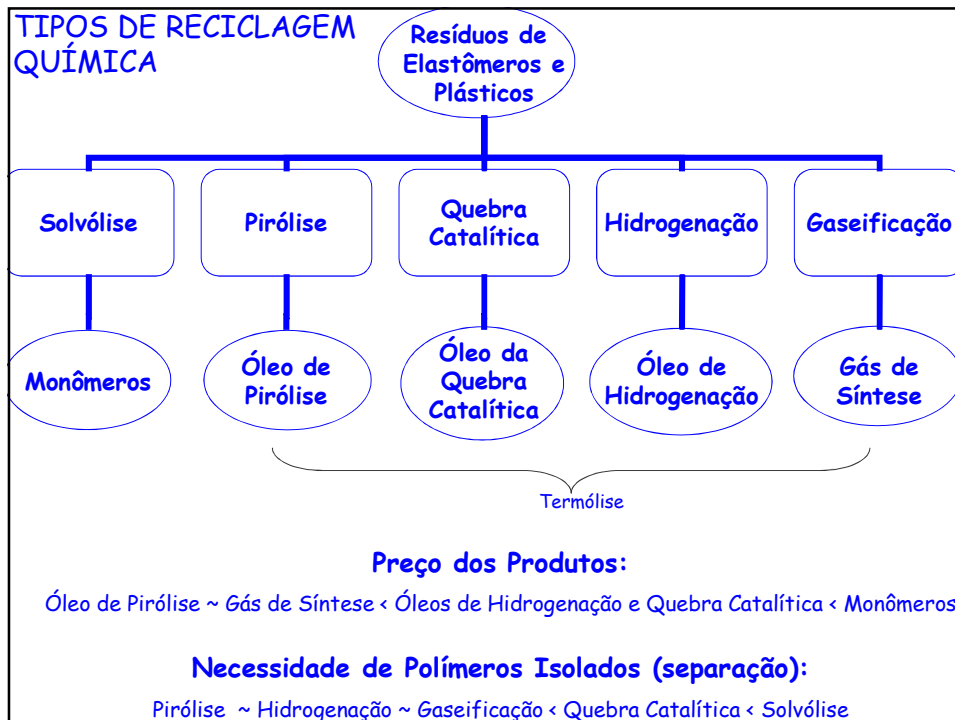 TIPOS DE RECICLAGEM
QUÍMICA
Resíduos de
Elastômeros e
Plásticos
Solvólise
Pirólise
Quebra
Catalítica
Hidrogenação
Gaseificação
Monômeros
Óleo de
Pirólise
Óleo da
Quebra
Catalítica
Óleo de
Hidrogenação
Gás de
Síntese
Termólise
Preço dos Produtos:
Óleo de Pirólise ~ Gás de Síntese < Óleos de Hidrogenação e Quebra Catalítica < Monômeros
Necessidade de Polímeros Isolados (separação):
Pirólise ~ Hidrogenação ~ Gaseificação < Quebra Catalítica < Solvólise